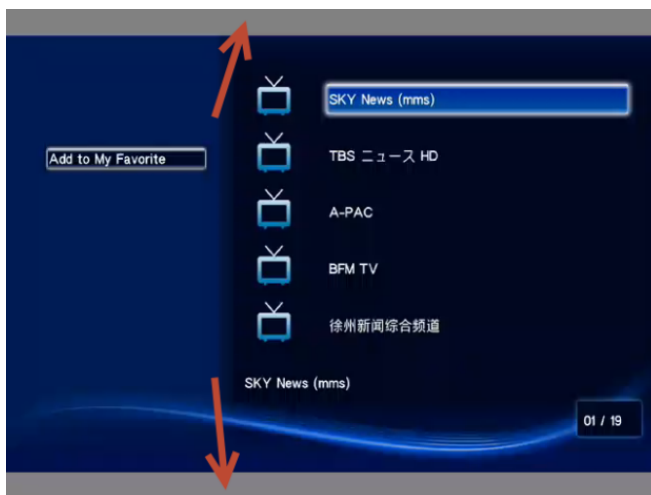 SKY News (mms)
Add to My Favorite
TBS ニュース HD
A-PAC
BFM TV
徐州新闻综合频道
SKY News (mms)
01 / 19